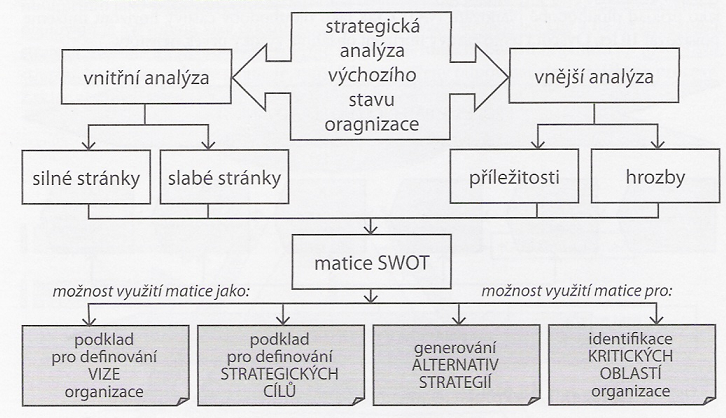 strategická
analýza
výchozího
stavu
oragnizace
vnitřní analýza
vnější analýza
silné stránky
slabé stránky
příležitosti
hrozby
matice SWOT
možnost využití matice jako:
možnost využití matice pro:
podklad
pro definování
VIZE
organizace
podklad
pro definování
STRATEGICKÝCH
CÍLŮ
generování
ALTERNATIV
STRATEGIÍ
identifikace
KRITICKÝCH
OBLASTÍ
organizace